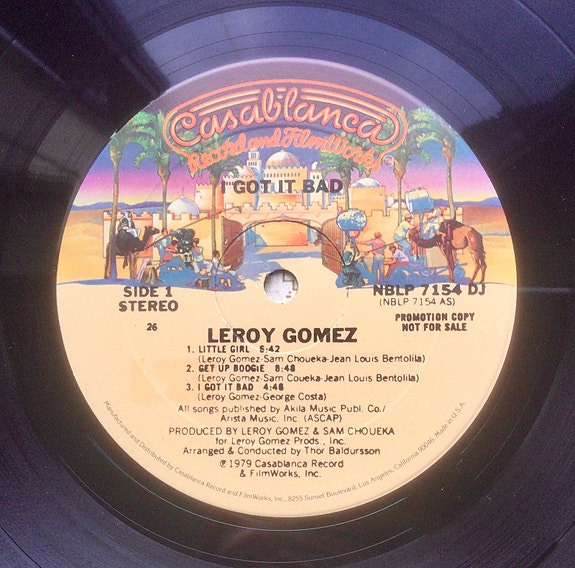 Casablanca
Record and FilmWorks
I GOT IT BAD
SIDE 1
STEREO
26
NBLP 7154 DJ
(NBLP 7154 AS)
PROMOTION COPY
NOT FOR SALE
LEROY GOMEZ
1. LITTLE GIRL 5:42
(Leroy Gomez-Sam Choueka-Jean Louis Bentolila)
2. GET UP BOOGIE 8:48
(Leroy Gomez-Sam Coueka-Jean Louis Bentolila)
3. I GOT IT BAD 4:46
(Leroy Gomez-George Costa)
All songs published by Akila Music Publ. Co./
Arista Music, Inc. (ASCAP)
PRODUCED BY LEROY GOMEZ & SAM CHOUEKA
for Leroy Gomez Prods., Inc.
Arranged & Conducted by Thor Baldursson
℗ 1979 Casablanca Record
& FilmWorks, Inc.
Manufactured and Distributed by Casablanca Record and FilmWorks, Inc., 8255 Sunset Boulevard, Los Angeles, California 90046, Made in U.S.A.